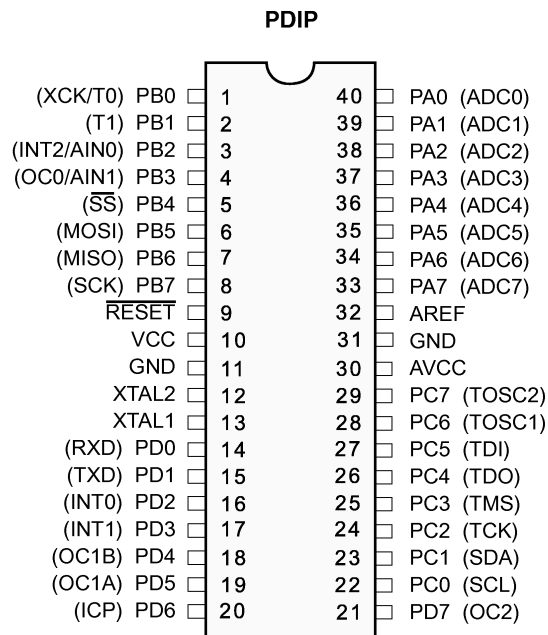 PDIP
(XCK/T0) PB0 1 40 PA0 (ADC0)
(T1) PB1 2 39 PA1 (ADC1)
(INT2/AIN0) PB2 3 38 PA2 (ADC2)
(OC0/AIN1) PB3 4 37 PA3 (ADC3)
(S̅S̅) PB4 5 36 PA4 (ADC4)
(MOSI) PB5 6 35 PA5 (ADC5)
(MISO) PB6 7 34 PA6 (ADC6)
(SCK) PB7 8 33 PA7 (ADC7)
R̅E̅S̅E̅T̅ 9 32 AREF
VCC 10 31 GND
GND 11 30 AVCC
XTAL2 12 29 PC7 (TOSC2)
XTAL1 13 28 PC6 (TOSC1)
(RXD) PD0 14 27 PC5 (TDI)
(TXD) PD1 15 26 PC4 (TDO)
(INT0) PD2 16 25 PC3 (TMS)
(INT1) PD3 17 24 PC2 (TCK)
(OC1B) PD4 18 23 PC1 (SDA)
(OC1A) PD5 19 22 PC0 (SCL)
(ICP) PD6 20 21 PD7 (OC2)